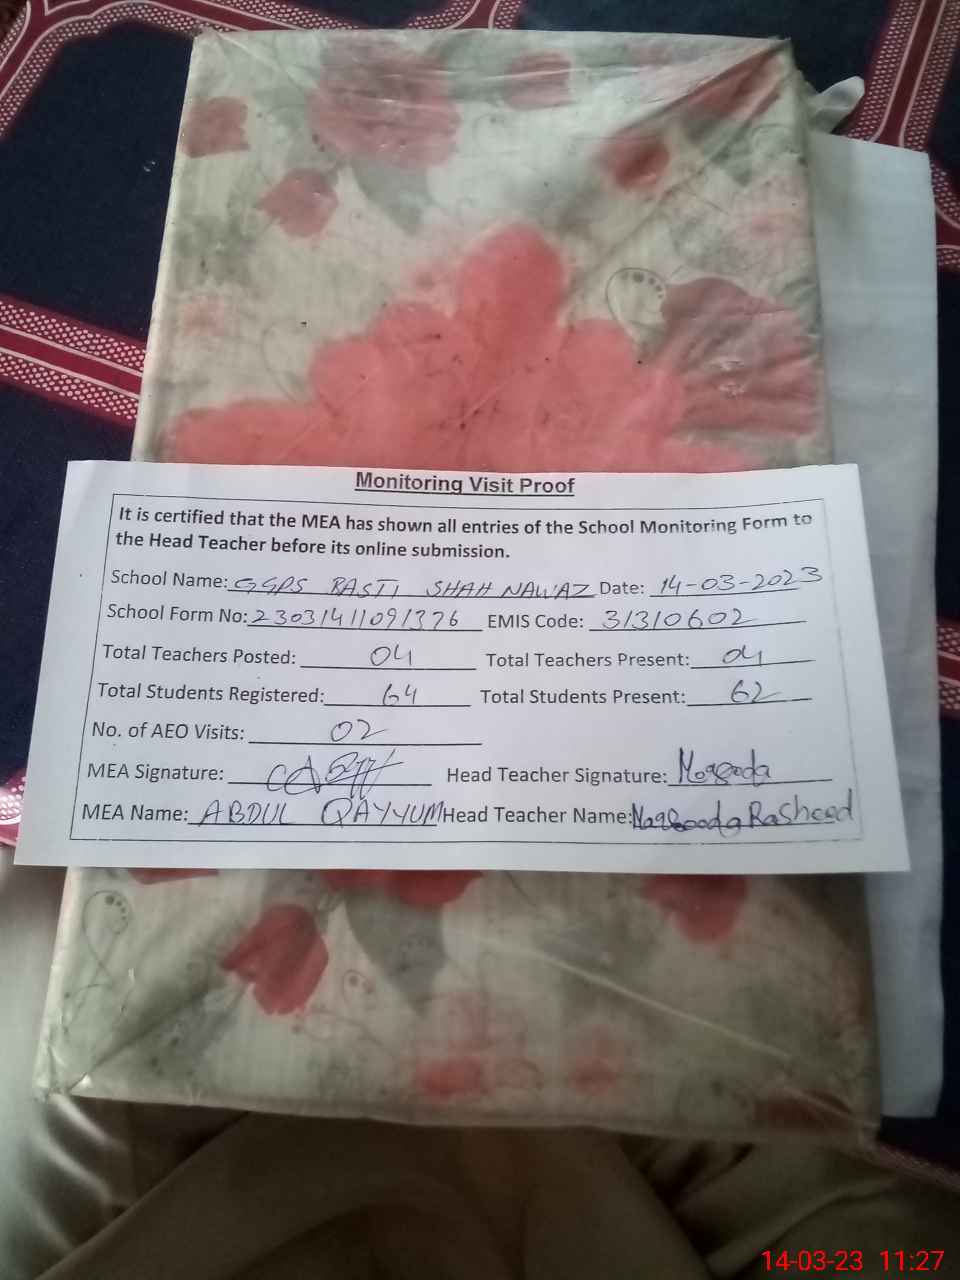 Monitoring Visit Proof
It is certified that the MEA has shown all entries of the School Monitoring Form to
the Head Teacher before its online submission.
School Name: GGPS BASTI SHAH NAWAZ Date: 14-03-2023
School Form No: 23031411091376 EMIS Code: 31310602
Total Teachers Posted: 04 Total Teachers Present: 04
Total Students Registered: 64 Total Students Present: 62
No. of AEO Visits: 02
MEA Signature: Head Teacher Signature:
MEA Name: ABDUL QAYYUM Head Teacher Name: Rasheed
14-03-23 11:27